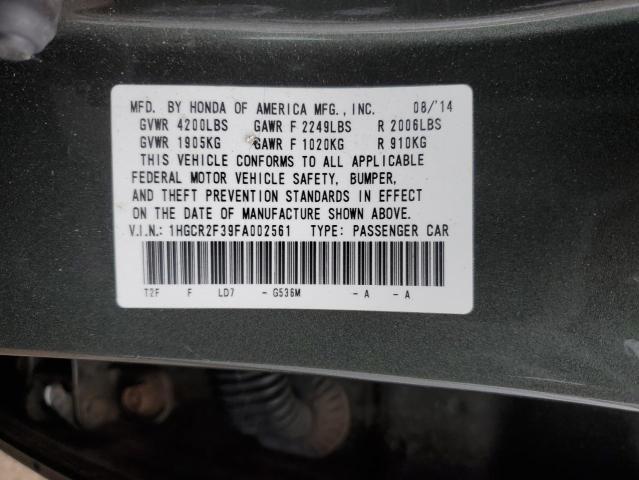 MFD. BY HONDA OF AMERICA MFG., INC. 08/'14
GVWR 4200LBS GAWR F 2249LBS R 2006LBS
GVWR 1905KG GAWR F 1020KG R 910KG
THIS VEHICLE CONFORMS TO ALL APPLICABLE
FEDERAL MOTOR VEHICLE SAFETY, BUMPER,
AND THEFT PREVENTION STANDARDS IN EFFECT
ON THE DATE OF MANUFACTURE SHOWN ABOVE.
V.I.N.: 1HGCR2F39FA002561 TYPE: PASSENGER CAR
T2F F LD7 - G536M - A - A